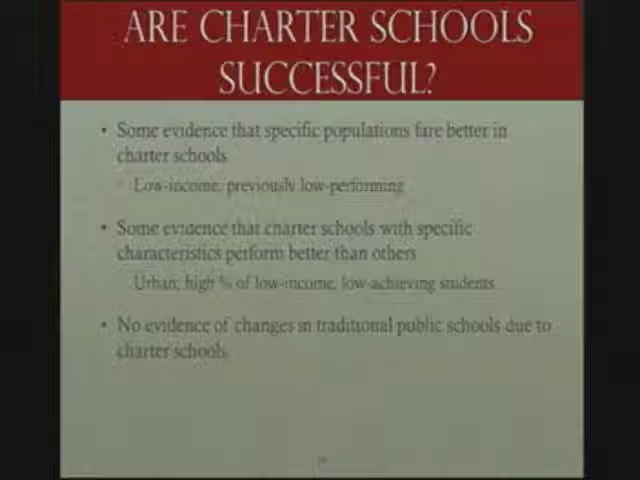 ARE CHARTER SCHOOLS
SUCCESSFUL?
• Some evidence that specific populations fare better in
charter schools
Low-income, previously low-performing
• Some evidence that charter schools with specific
characteristics perform better than others
Urban; high % of low-income, low-achieving students
• No evidence of changes in traditional public schools due to
charter schools